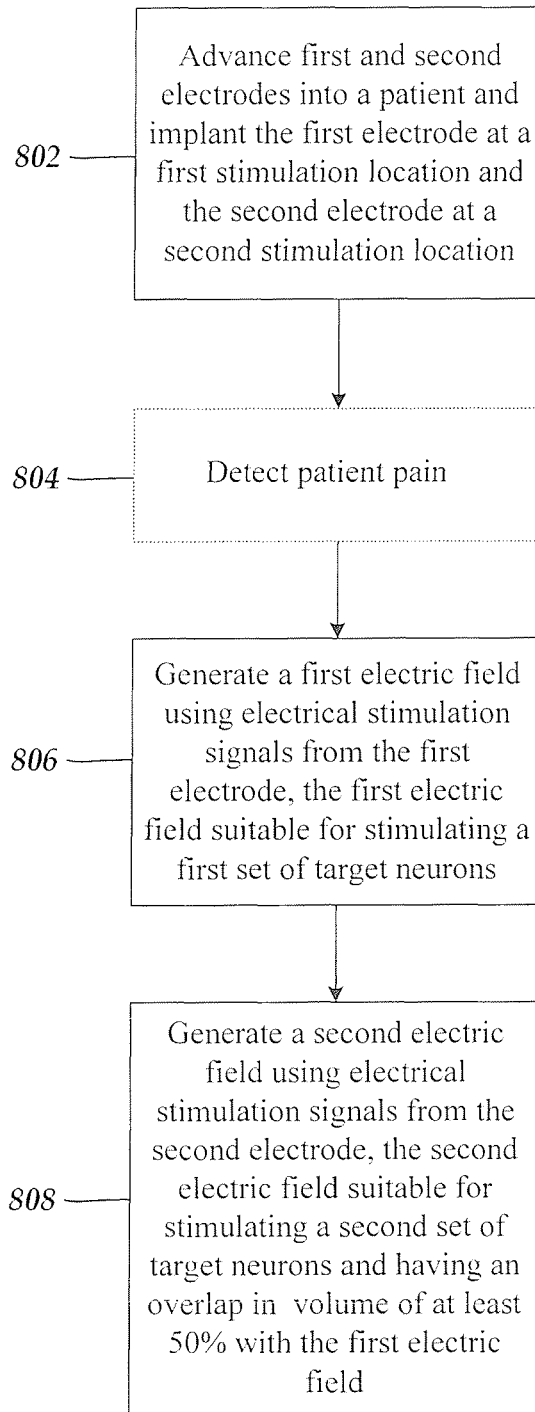 Advance first and second
electrodes into a patient and
implant the first electrode at a
first stimulation location and
the second electrode at a
second stimulation location
802
Detect patient pain
804
Generate a first electric field
using electrical stimulation
signals from the first
electrode, the first electric
field suitable for stimulating a
first set of target neurons
806
Generate a second electric
field using electrical
stimulation signals from the
second electrode, the second
electric field suitable for
stimulating a second set of
target neurons and having an
overlap in volume of at least
50% with the first electric
field
808